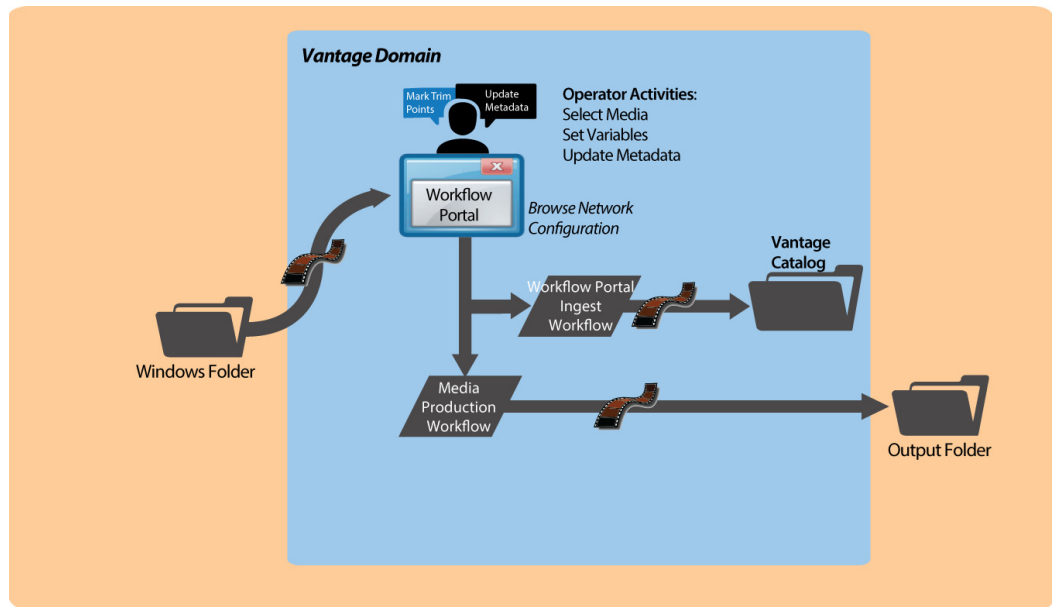 Vantage Domain
Mark Trim
Points
Update
Metadata
Operator Activities:
Select Media
Set Variables
Update Metadata
Workflow
Portal
Browse Network
Configuration
Vantage
Catalog
Workflow Portal
Ingest
Workflow
Windows Folder
Media
Production
Workflow
Output Folder